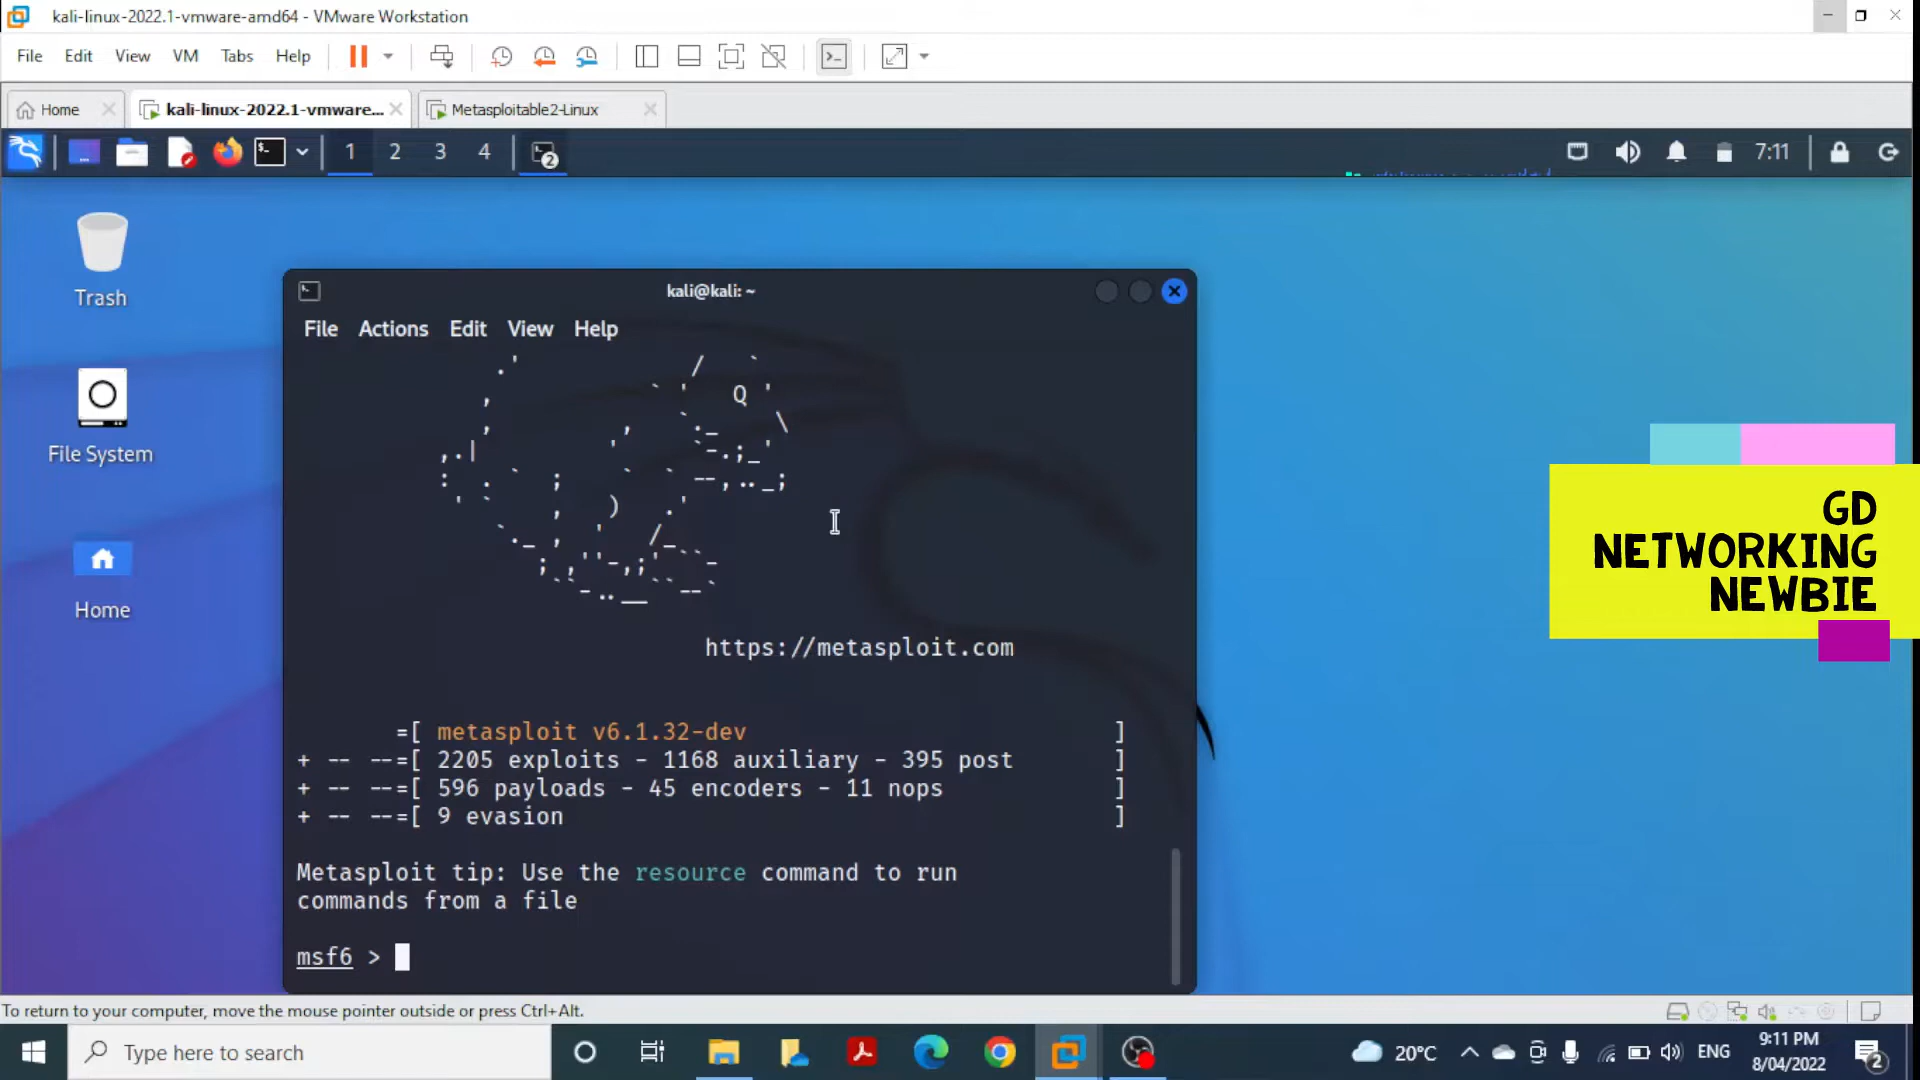 kali-linux-2022.1-vmware-amd64 - VMware Workstation
File Edit View VM Tabs Help
Home kali-linux-2022.1-vmware... Metasploitable2-Linux
1 2 3 4 2 7:11
Trash
File System
Home
kali@kali: ~
File Actions Edit View Help
https://metasploit.com
=[ metasploit v6.1.32-dev ]
+ -- --=[ 2205 exploits - 1168 auxiliary - 395 post ]
+ -- --=[ 596 payloads - 45 encoders - 11 nops ]
+ -- --=[ 9 evasion ]
Metasploit tip: Use the resource command to run
commands from a file
msf6 >
GD
NETWORKING
NEWBIE
To return to your computer, move the mouse pointer outside or press Ctrl+Alt.
Type here to search
20°C
ENG
9:11 PM
8/04/2022
2